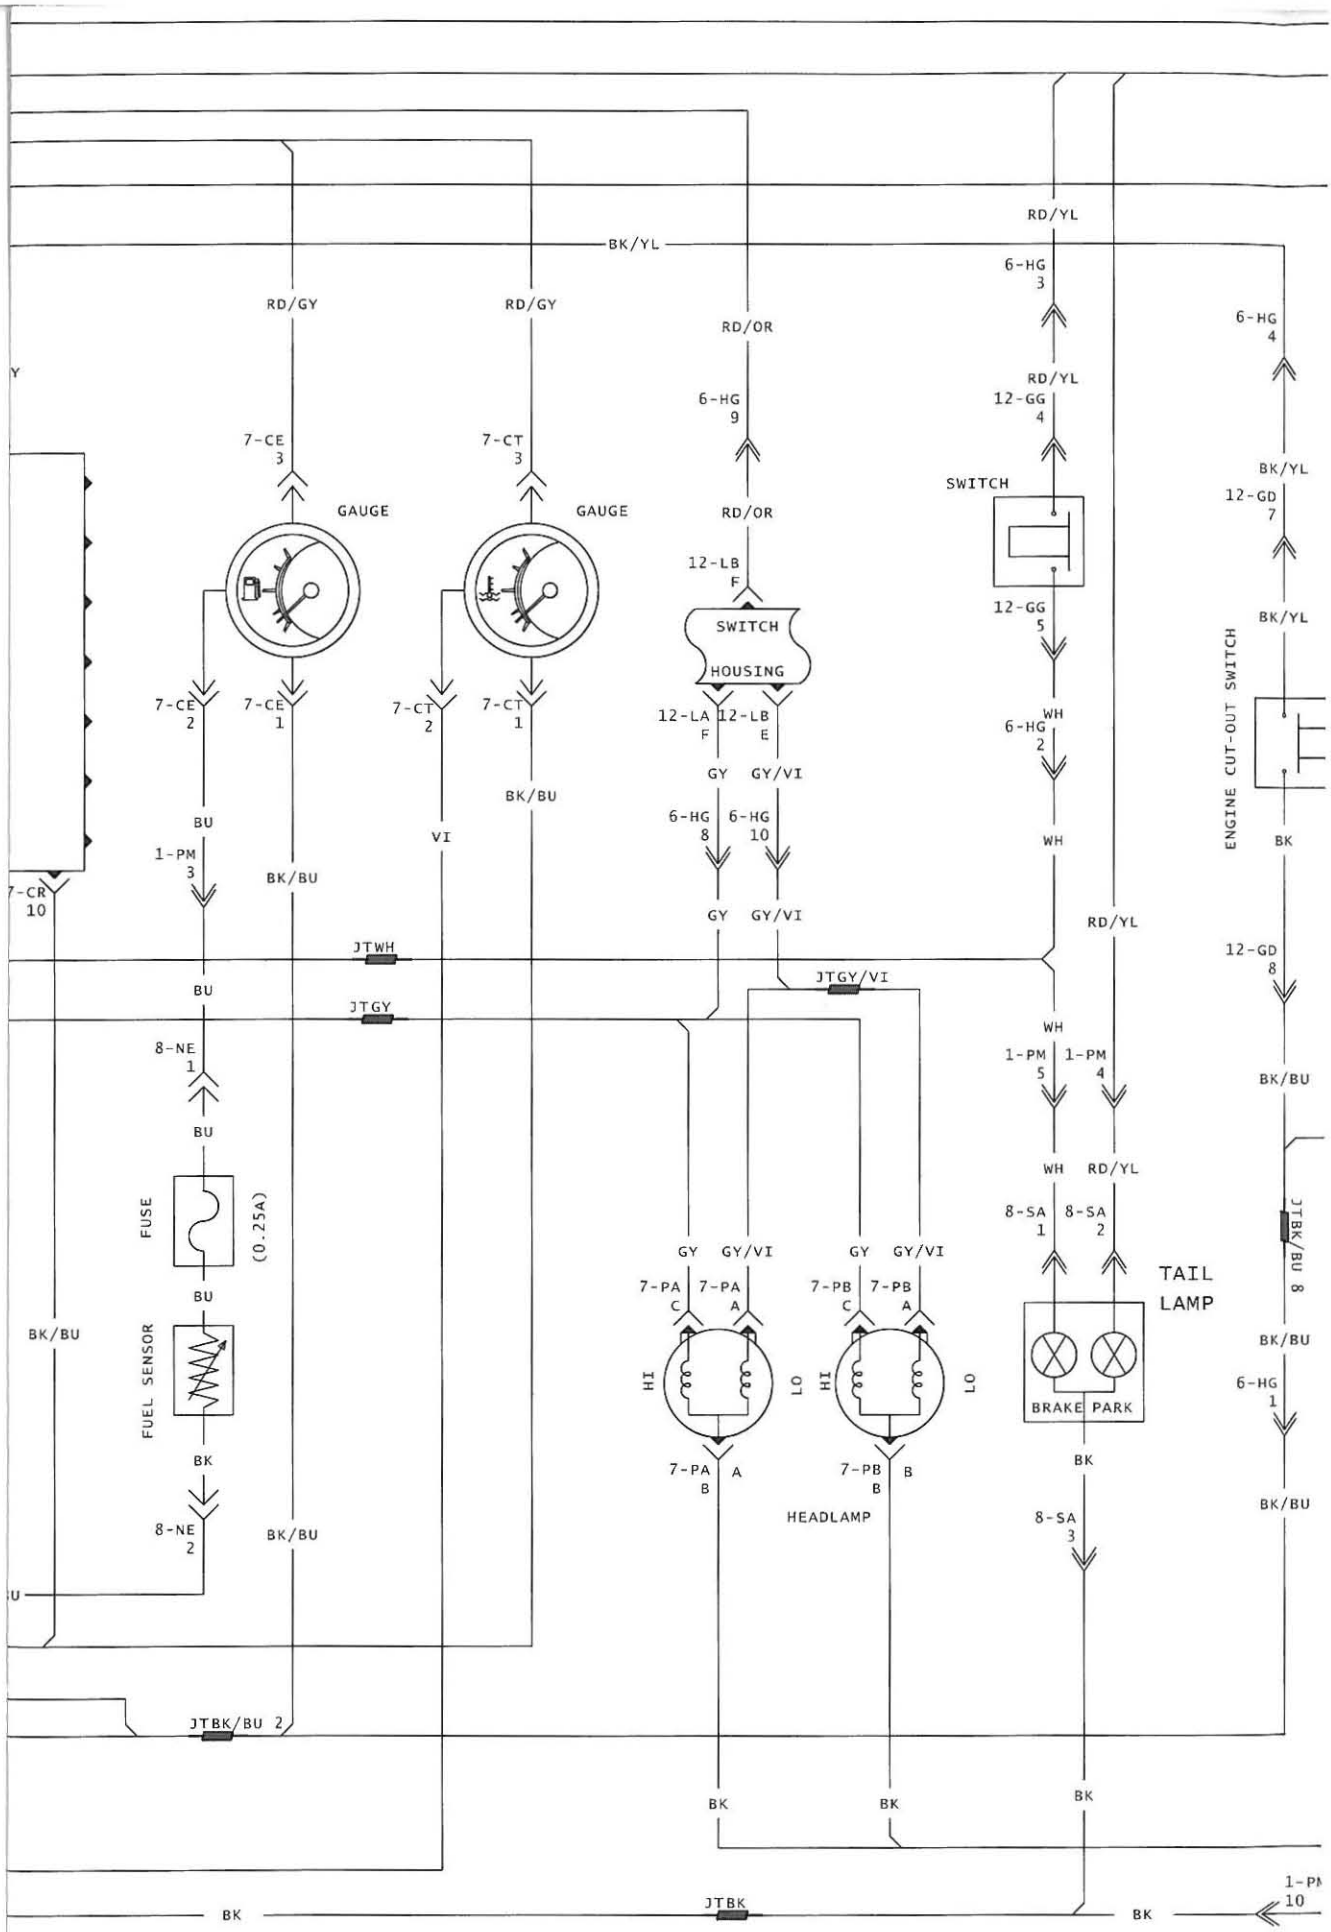 RD/YL
BK/YL
6-HG
3
RD/GY
RD/GY
6-HG
4
RD/OR
Y
RD/YL
6-HG
9
12-GG
4
7-CE
3
7-CT
3
BK/YL
SWITCH
12-GD
7
GAUGE
GAUGE
RD/OR
12-LB
F
12-GG
5
BK/YL
SWITCH
HOUSING
7-CE
2
7-CE
1
7-CT
2
7-CT
1
12-LA
F
12-LB
E
WH
6-HG
2
ENGINE CUT-OUT SWITCH
GY
GY/VI
BK/BU
BU
6-HG
8
6-HG
10
VI
WH
BK
1-PM
3
BK/BU
7-CR
10
GY
GY/VI
RD/YL
JTWH
12-GD
8
BU
JTGY/VI
JTGY
WH
8-NE
1
1-PM
5
1-PM
4
BK/BU
BU
WH
RD/YL
FUSE
(0.25A)
8-SA
1
8-SA
2
JTBK/BU 8
GY
GY/VI
GY
GY/VI
7-PA
C
7-PA
A
7-PB
C
7-PB
A
TAIL
LAMP
BU
BK/BU
BK/BU
FUEL SENSOR
HI
LO
HI
LO
6-HG
1
BRAKE
PARK
BK
BK
7-PA
B
A
7-PB
B
B
BK/BU
HEADLAMP
8-SA
3
8-NE
2
BK/BU
U
JTBK/BU 2
BK
BK
BK
1-PM
10
JTBK
BK
BK